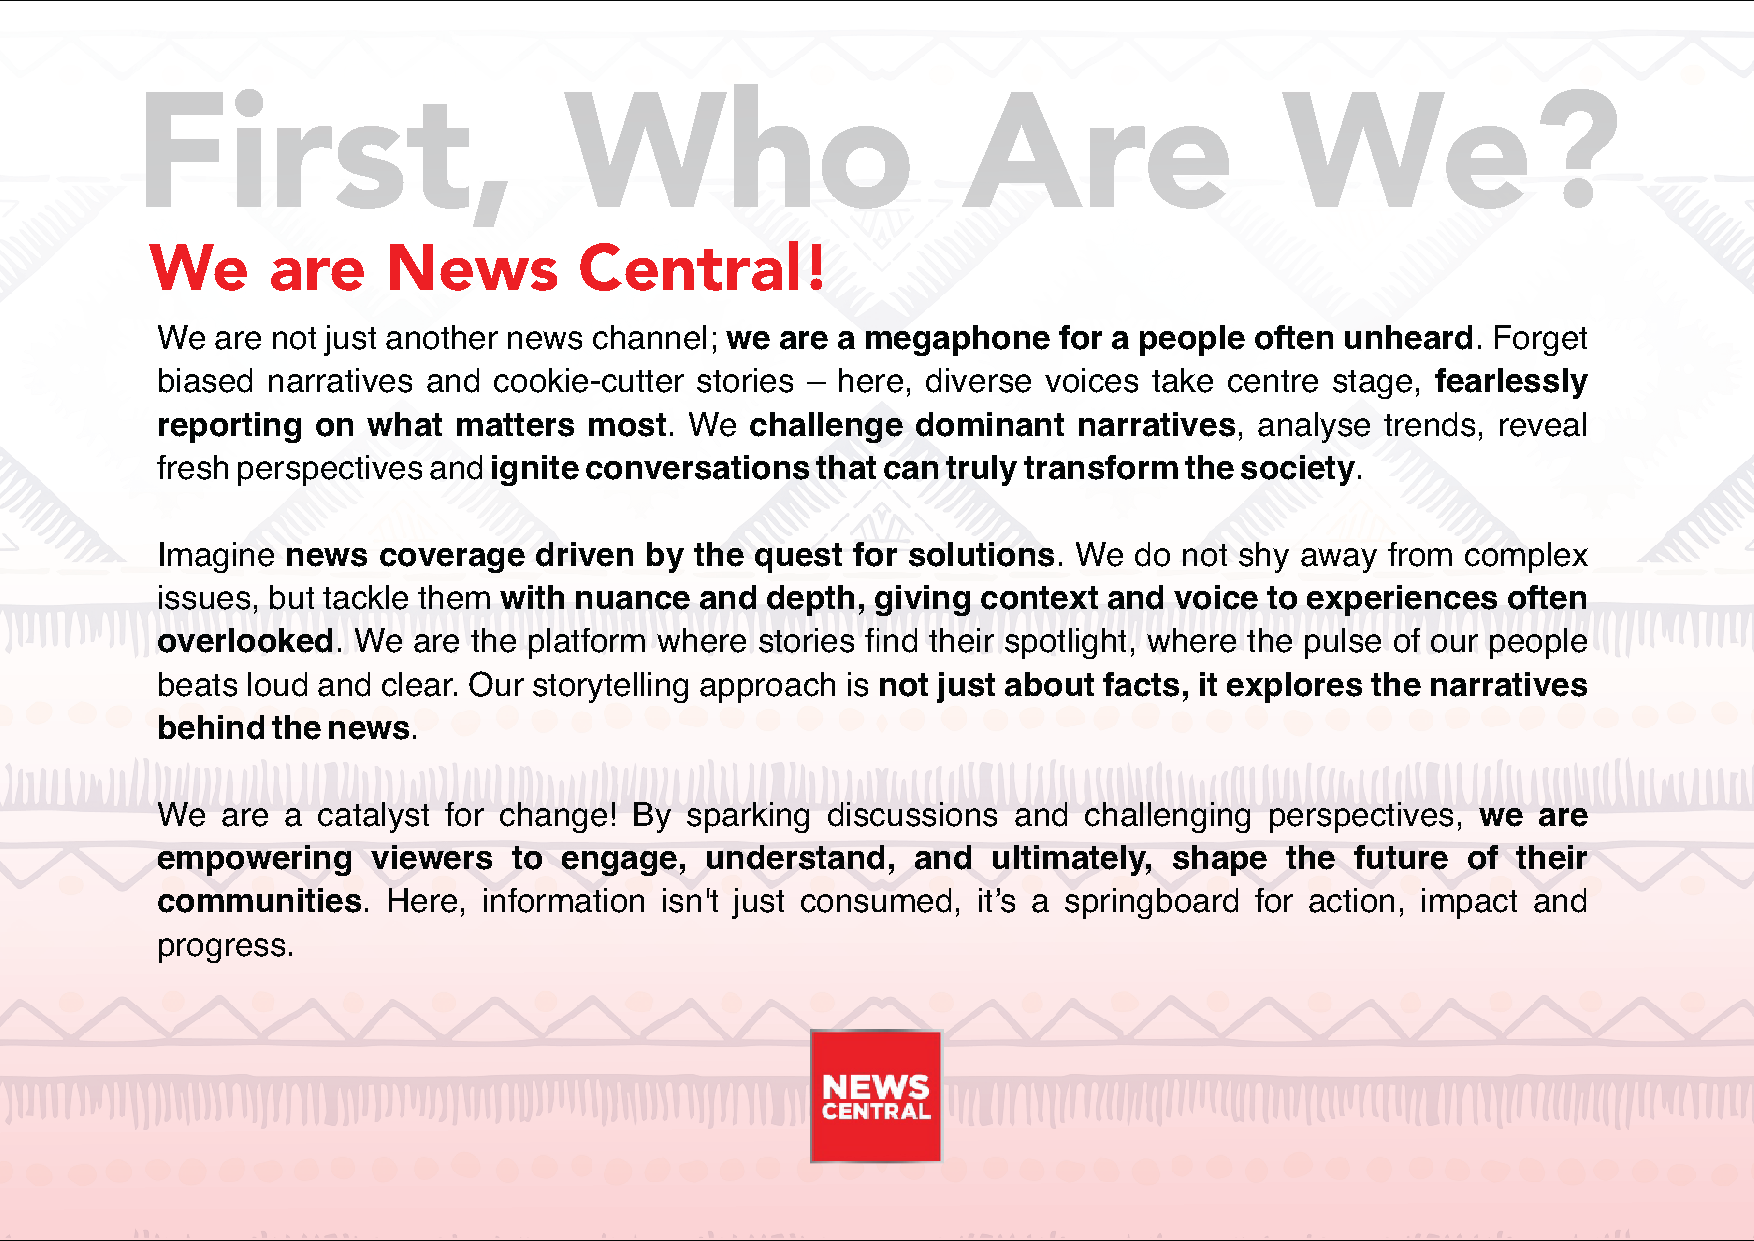 First, Who Are We?
We are News Central!
We are not just another news channel; we are a megaphone for a people often unheard. Forget
biased narratives and cookie-cutter stories – here, diverse voices take centre stage, fearlessly
reporting on what matters most. We challenge dominant narratives, analyse trends, reveal
fresh perspectives and ignite conversations that can truly transform the society.
Imagine news coverage driven by the quest for solutions. We do not shy away from complex
issues, but tackle them with nuance and depth, giving context and voice to experiences often
overlooked. We are the platform where stories find their spotlight, where the pulse of our people
beats loud and clear. Our storytelling approach is not just about facts, it explores the narratives
behind the news.
We are a catalyst for change! By sparking discussions and challenging perspectives, we are
empowering viewers to engage, understand, and ultimately, shape the future of their
communities. Here, information isn't just consumed, it’s a springboard for action, impact and
progress.
NEWS
CENTRAL